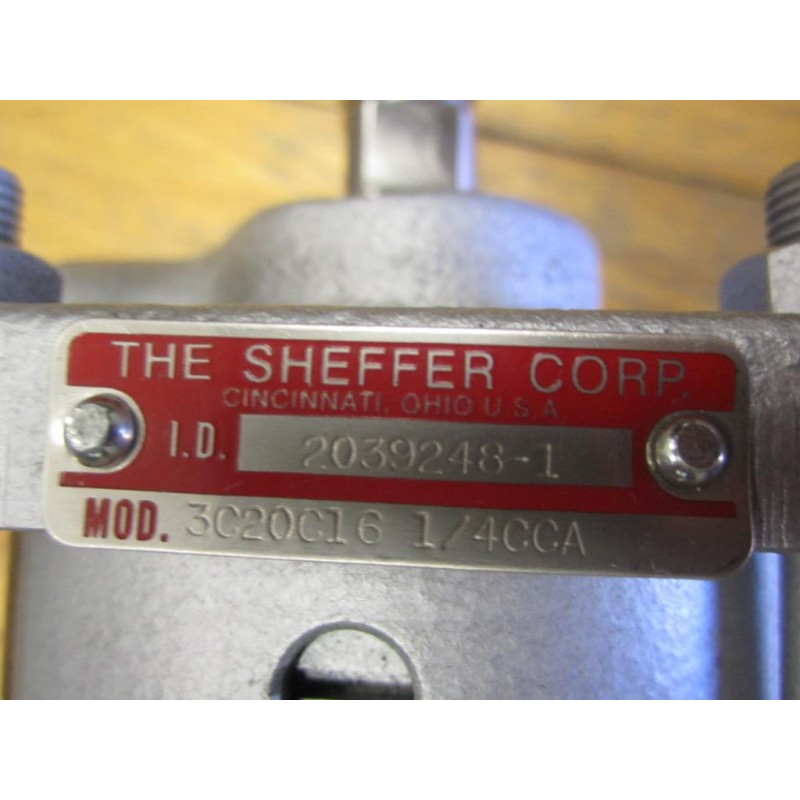 THE SHEFFER CORP.
CINCINNATI, OHIO U.S.A.
I.D. 2039248-1
MOD. 3C20C16 1/4CCA